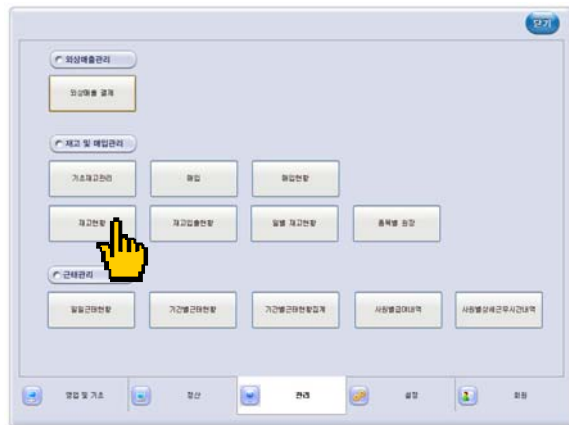 닫기
외상매출관리
외상매출 결제
재고 및 매입관리
기초재고관리 매입 매입현황
재고현황 재고입출현황 일별 재고현황 품목별 원장
근태관리
일일근태현황 기간별근태현황 기간별근태현황집계 사원별급여내역 사원별상세근무시간내역
영업 및 기초 정산 관리 설정 회원